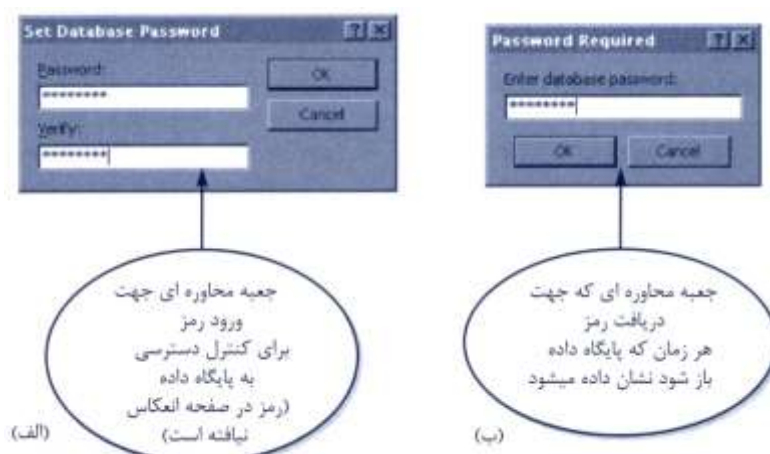 Set Database Password
Password:
********
Verify:
********
OK
Cancel
Password Required
Enter database password:
********
OK
Cancel
جعبه محاوره ای جهت
ورود رمز
برای کنترل دسترسی
به پایگاه داده
(رمز در صفحه انعکاس
نیافته است)
(الف)
جعبه محاوره ای که جهت
دریافت رمز
هر زمان که پایگاه داده
باز شود نشان داده میشود
(ب)